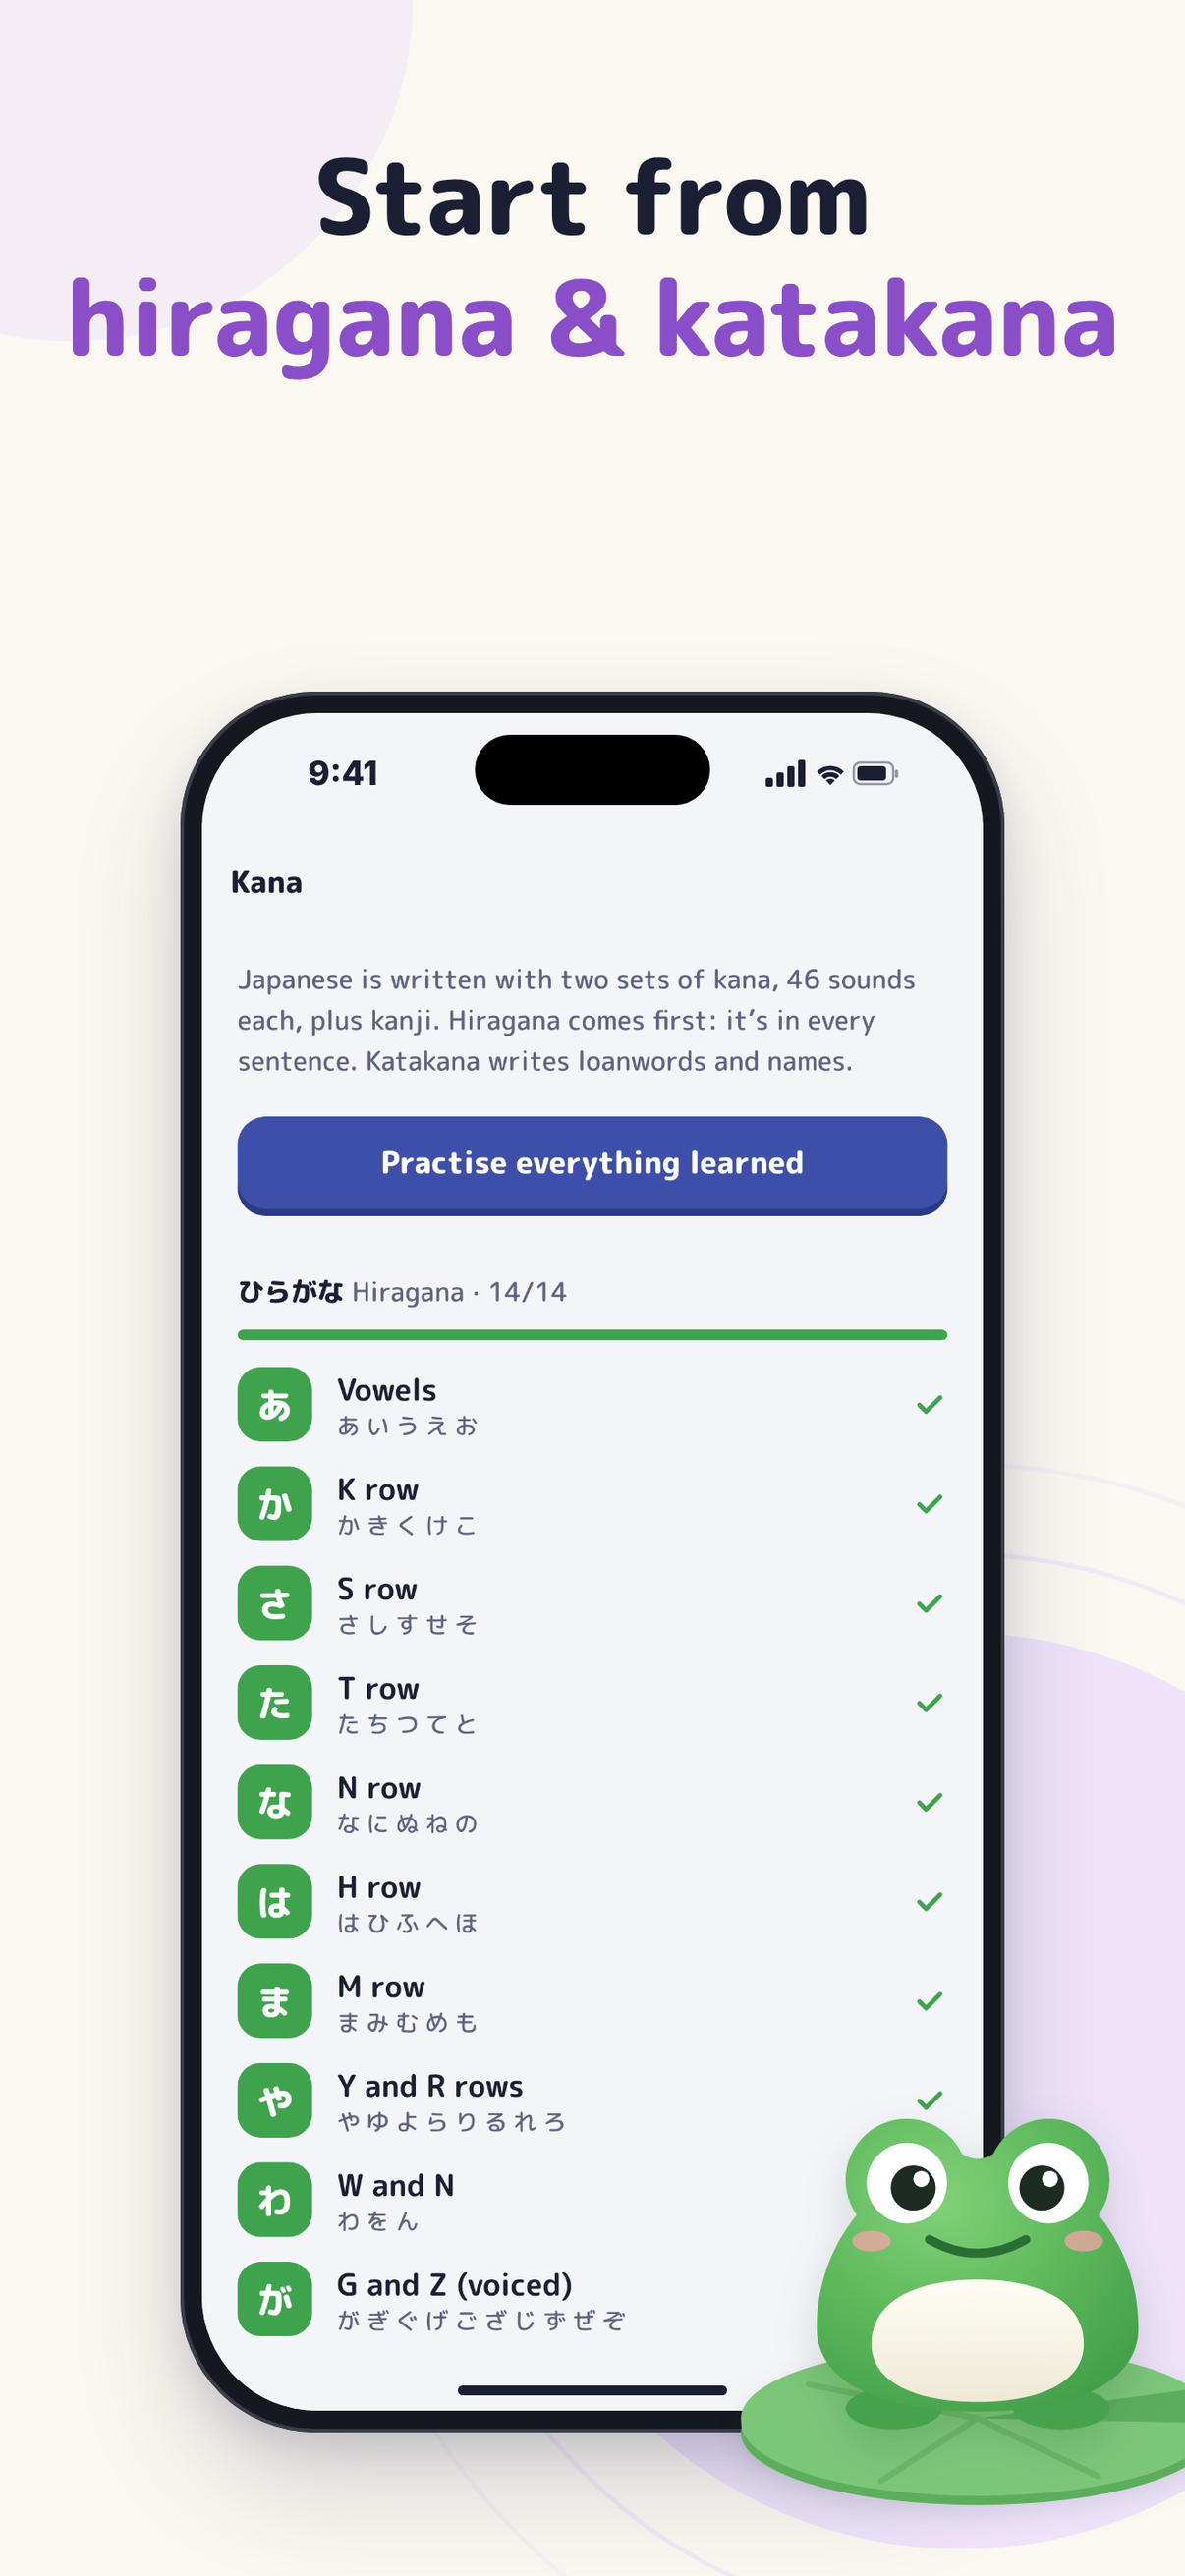 Start from
hiragana & katakana
9:41
Kana
Japanese is written with two sets of kana, 46 sounds
each, plus kanji. Hiragana comes first: it’s in every
sentence. Katakana writes loanwords and names.
Practise everything learned
ひらがな Hiragana · 14/14
あ
Vowels
あ い う え お
か
K row
か き く け こ
さ
S row
さ し す せ そ
た
T row
た ち つ て と
な
N row
な に ぬ ね の
は
H row
は ひ ふ へ ほ
ま
M row
ま み む め も
や
Y and R rows
や ゆ よ ら り る れ ろ
わ
W and N
わ を ん
が
G and Z (voiced)
が ぎ ぐ げ ご ざ じ ず ぜ ぞ